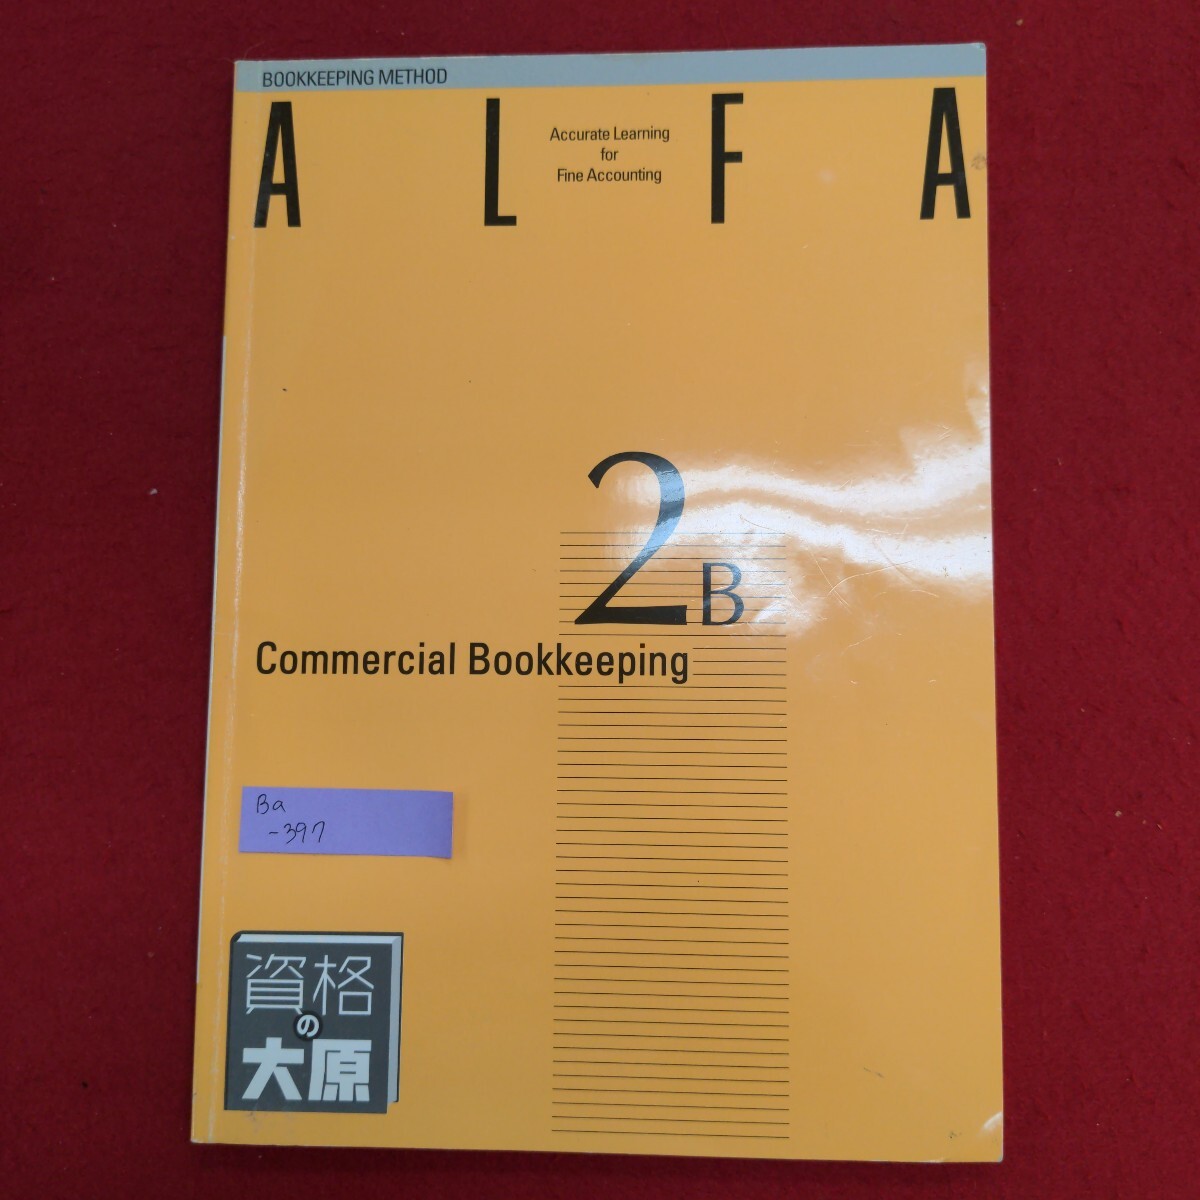 BOOKKEEPING METHOD
A L F A
Accurate Learning
for
Fine Accounting
2B
Commercial Bookkeeping
Ba
-397
資格
の
大原